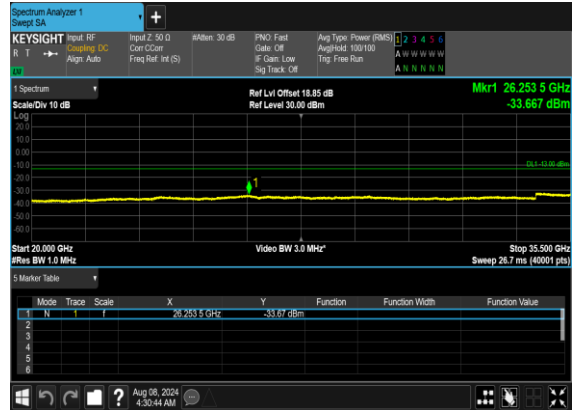 Spectrum Analyzer 1
Swept SA
+
KEYSIGHT Input: RF Input Z: 50 Ω #Atten: 30 dB PNO: Fast Avg Type: Power (RMS) 1 2 3 4 5 6
R T Coupling: DC Corr CCorr Gate: Off Avg|Hold: 100/100 A W W W W W
Align: Auto Freq Ref: Int (S) IF Gain: Low Trig: Free Run
Sig Track: Off A N N N N N
1 Spectrum Ref Lvl Offset 18.85 dB Mkr1 26.253 5 GHz
Scale/Div 10 dB Ref Level 30.00 dBm -33.667 dBm
Log
20.0
10.0
0.00
-10.0 DL1 -13.00 dBm
-20.0
1
-30.0
-40.0
-50.0
-60.0
Start 20.000 GHz Video BW 3.0 MHz* Stop 35.500 GHz
#Res BW 1.0 MHz Sweep 26.7 ms (40001 pts)
5 Marker Table
Mode Trace Scale X Y Function Function Width Function Value
1 N 1 f 26.253 5 GHz -33.67 dBm
2
3
4
5
6
? Aug 08, 2024
4:30:44 AM